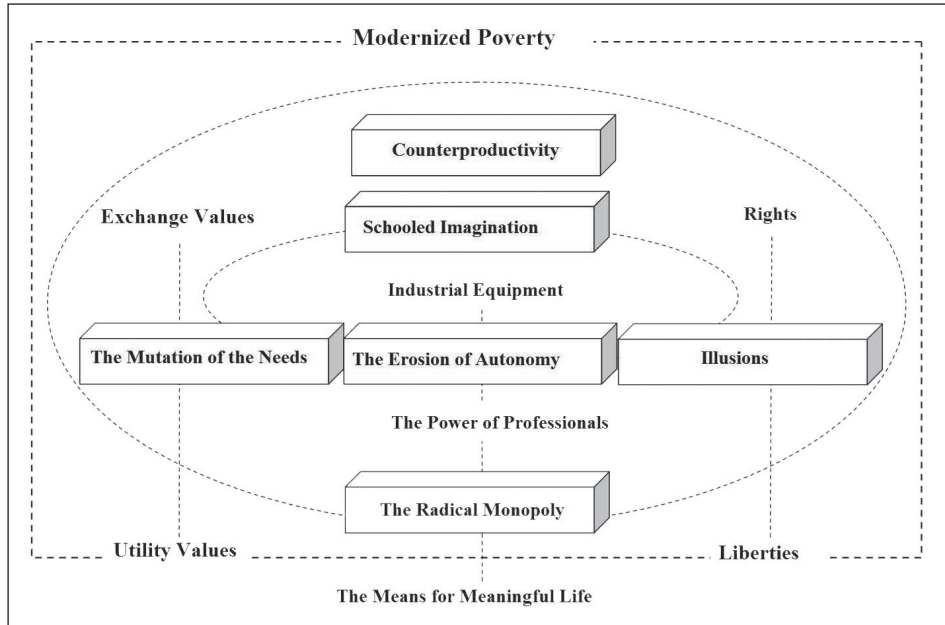 Modernized Poverty
Counterproductivity
Exchange Values
Rights
Schooled Imagination
Industrial Equipment
The Mutation of the Needs
The Erosion of Autonomy
Illusions
The Power of Professionals
The Radical Monopoly
Utility Values
Liberties
The Means for Meaningful Life